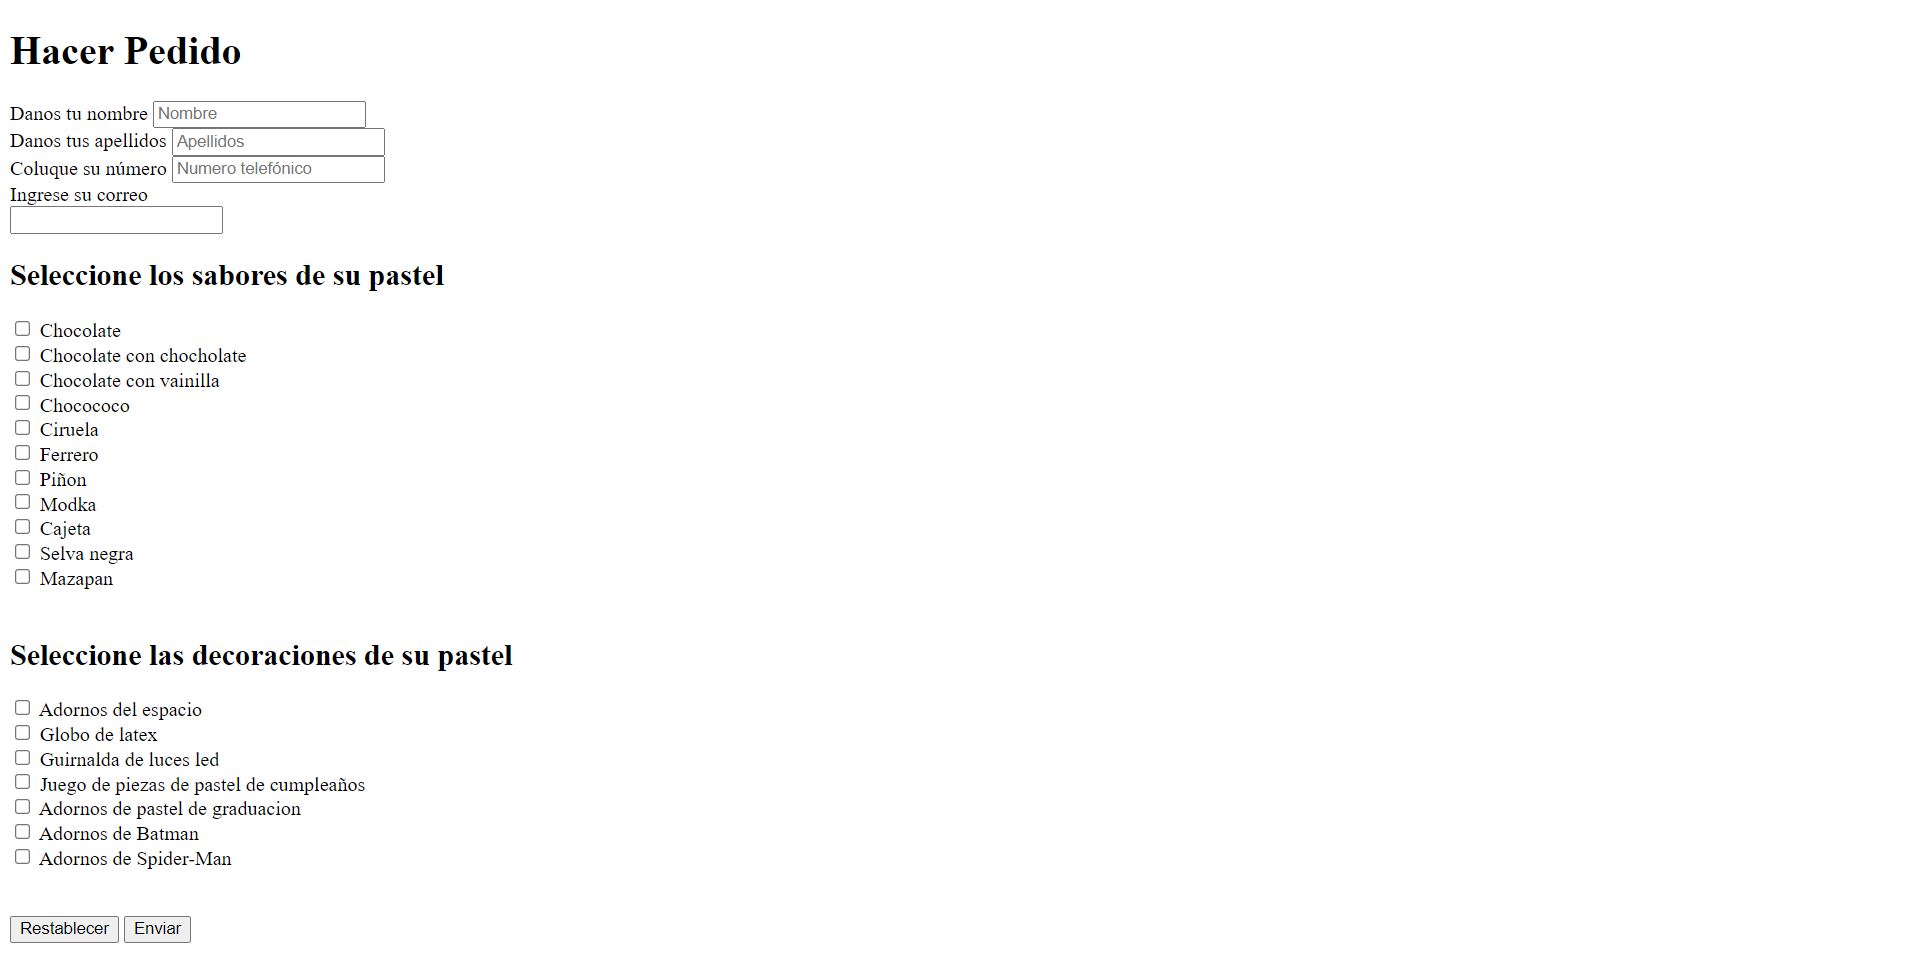 Hacer Pedido
Danos tu nombre Nombre
Danos tus apellidos Apellidos
Coluque su número Numero telefónico
Ingrese su correo
Seleccione los sabores de su pastel
Chocolate
Chocolate con chocholate
Chocolate con vainilla
Chocococo
Ciruela
Ferrero
Piñon
Modka
Cajeta
Selva negra
Mazapan
Seleccione las decoraciones de su pastel
Adornos del espacio
Globo de latex
Guirnalda de luces led
Juego de piezas de pastel de cumpleaños
Adornos de pastel de graduacion
Adornos de Batman
Adornos de Spider-Man
Restablecer Enviar